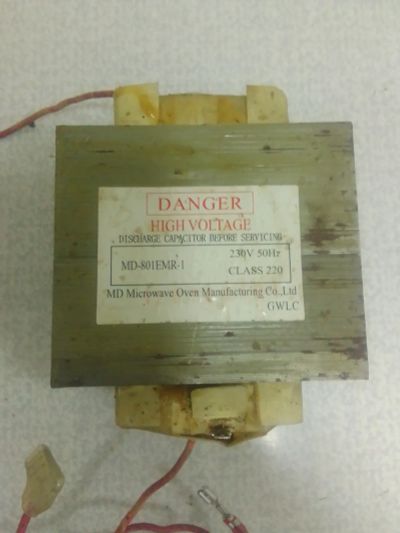 DANGER
HIGH VOLTAGE
DISCHARGE CAPACITOR BEFORE SERVICING
MD-801EMR-1
230V 50Hz
CLASS 220
MD Microwave Oven Manufacturing Co.,Ltd
GWLC